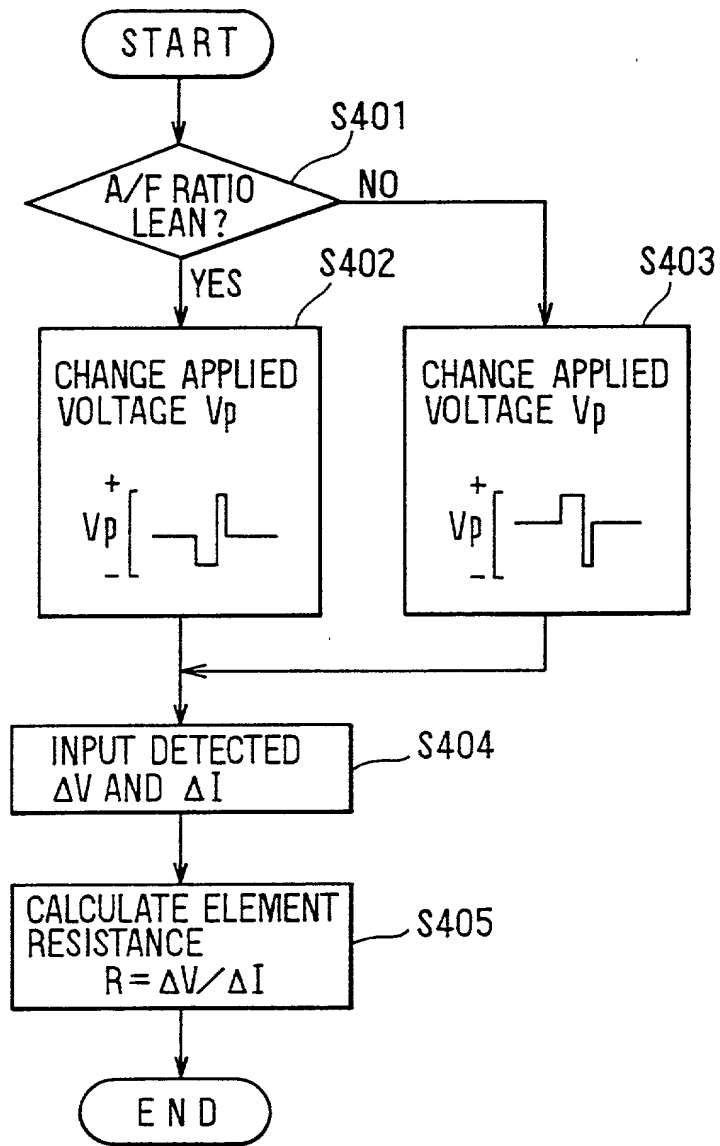 START
S401
A/F RATIO
LEAN?
NO
YES
S402
CHANGE APPLIED
VOLTAGE Vp
+
Vp
−
S403
CHANGE APPLIED
VOLTAGE Vp
+
Vp
−
INPUT DETECTED
ΔV AND ΔI
S404
CALCULATE ELEMENT
RESISTANCE
R=ΔV/ΔI
S405
END